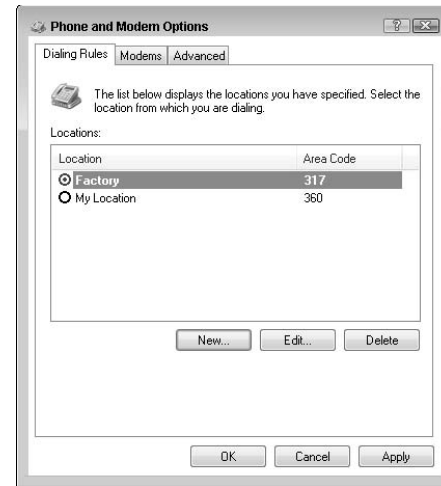 Phone and Modem Options
Dialing Rules Modems Advanced
The list below displays the locations you have specified. Select the
location from which you are dialing.
Locations:
Location Area Code
Factory 317
My Location 360
New... Edit... Delete
OK Cancel Apply